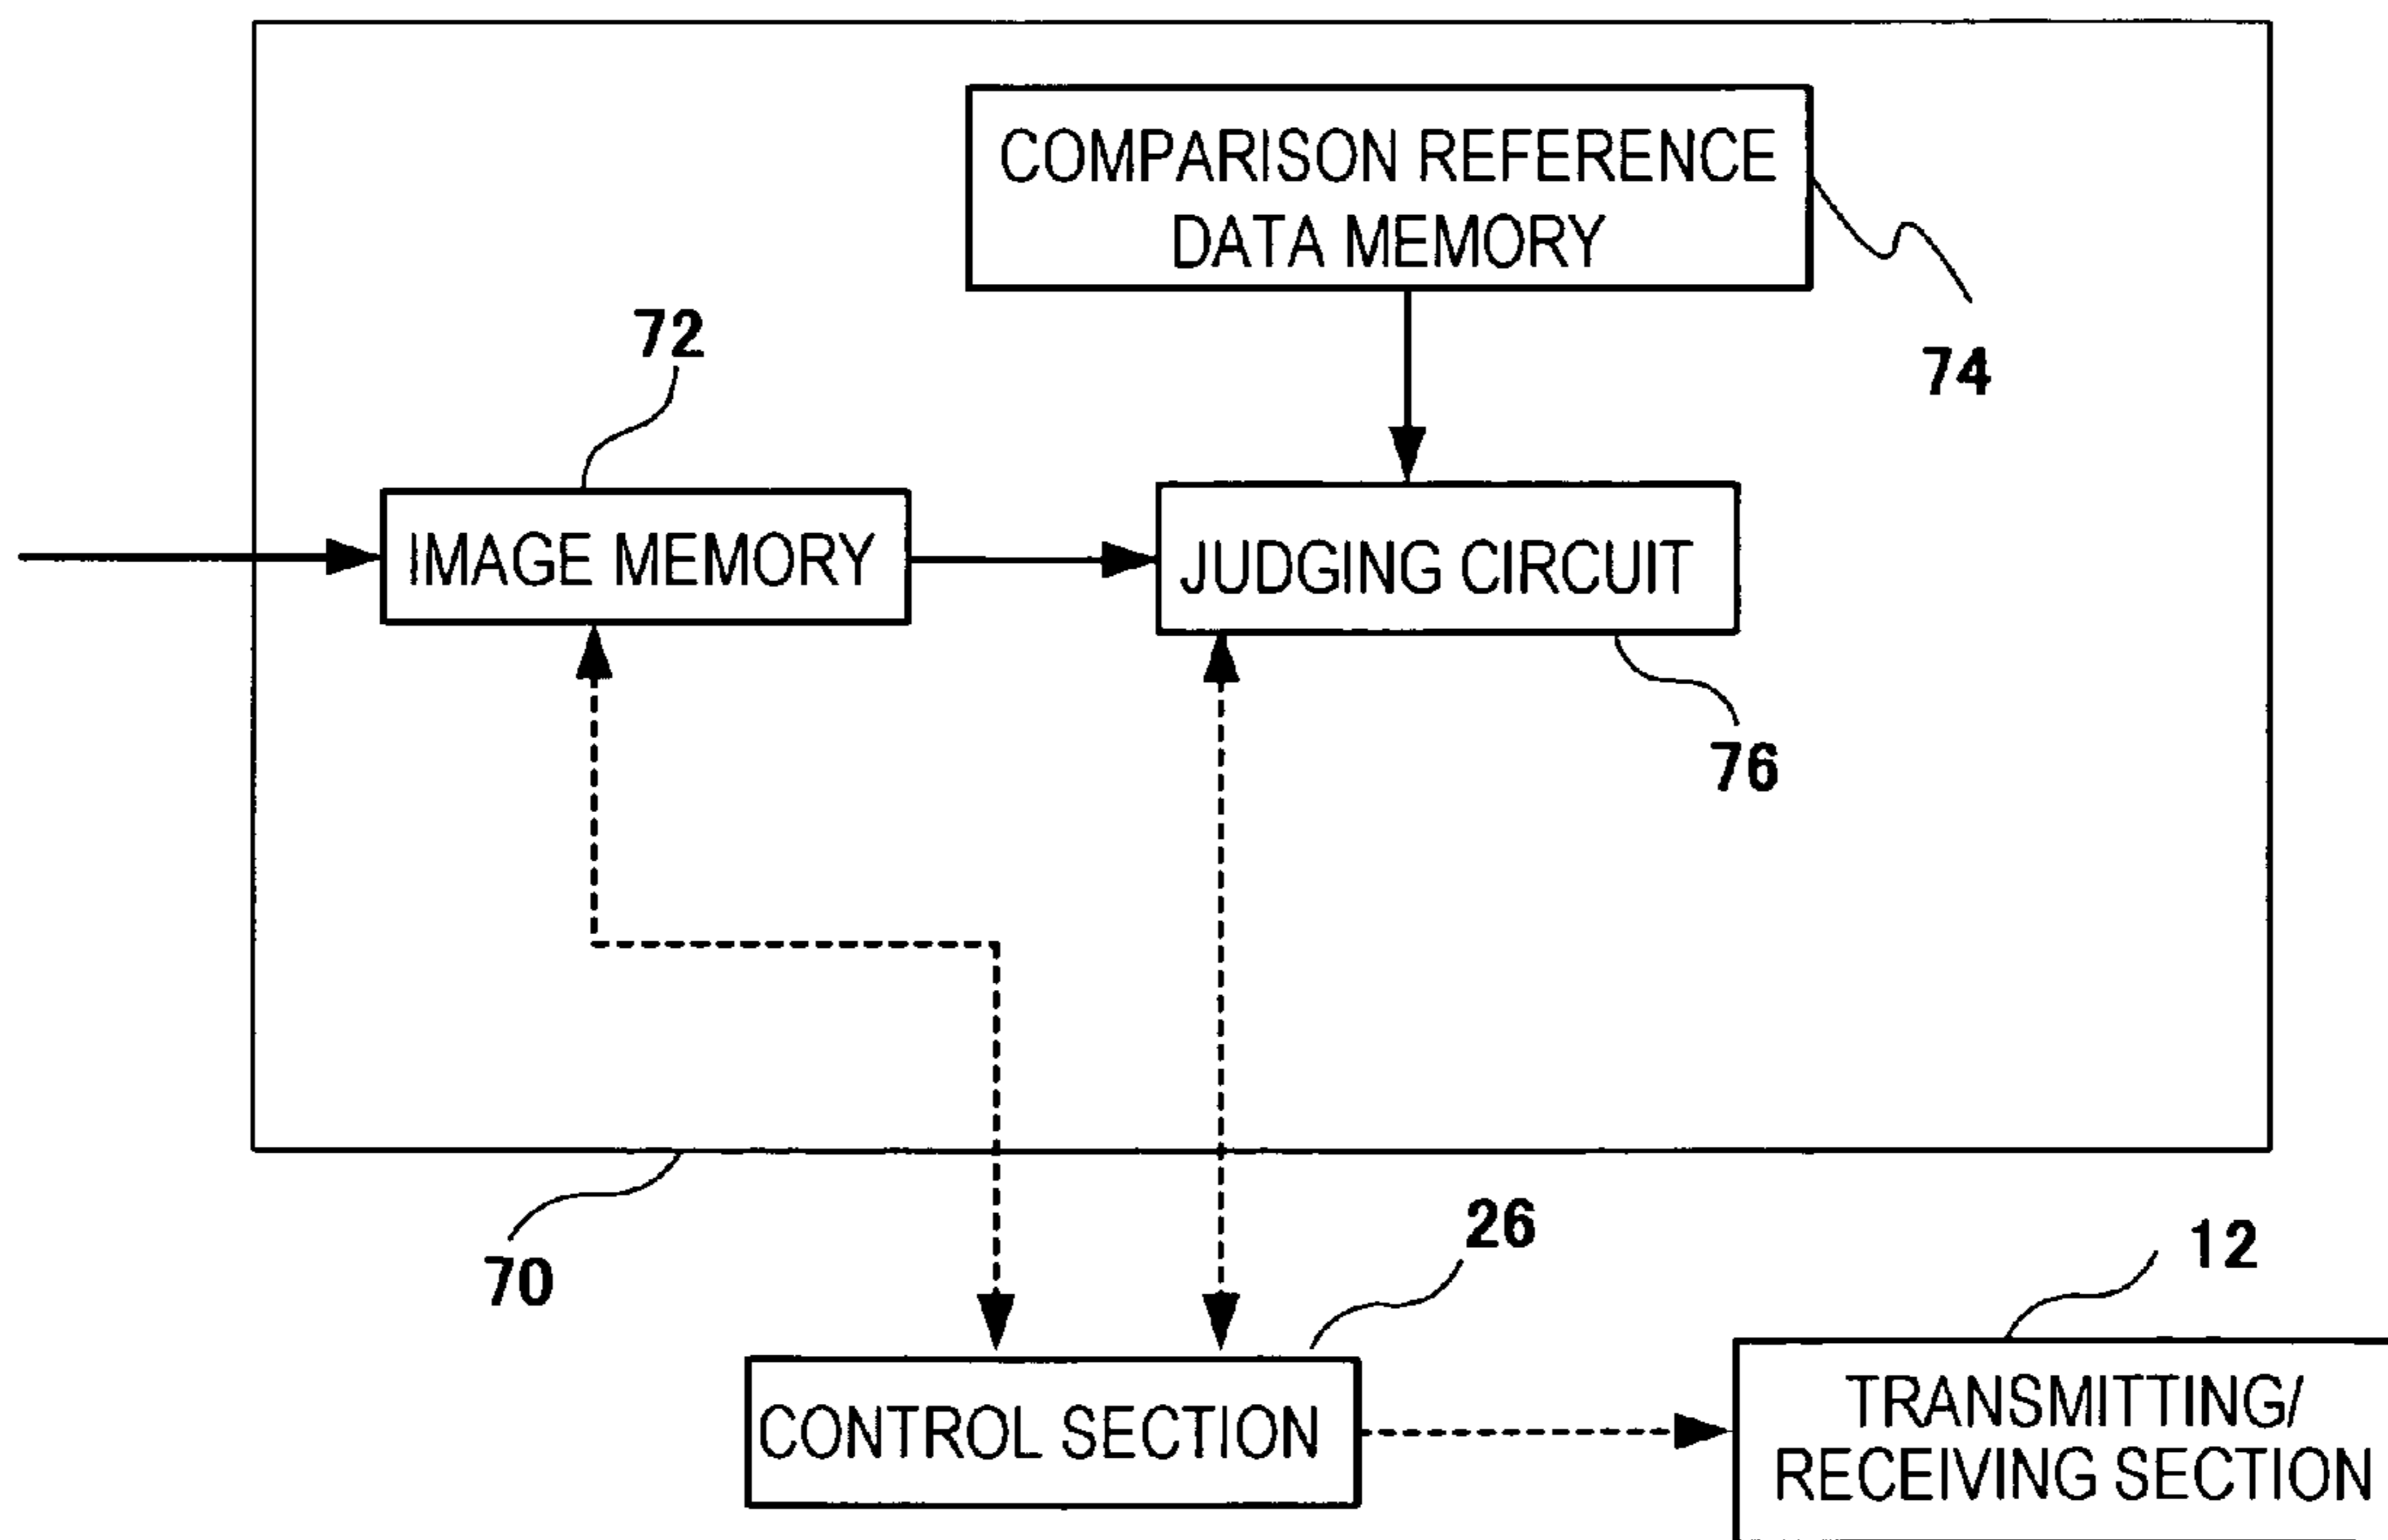 COMPARISON REFERENCE
DATA MEMORY
72
74
IMAGE MEMORY
JUDGING CIRCUIT
76
70
26
12
CONTROL SECTION
TRANSMITTING/
RECEIVING SECTION